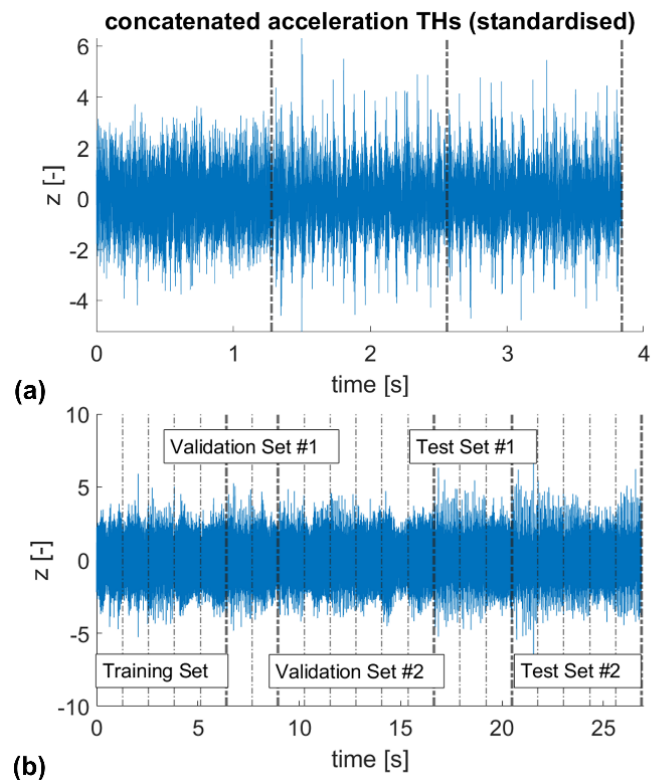 concatenated acceleration THs (standardised)
6
4
2
0
-2
-4
z [-]
0 1 2 3 4
time [s]
(a)
10
5
0
-5
-10
z [-]
Validation Set #1
Test Set #1
Training Set
Validation Set #2
Test Set #2
0 5 10 15 20 25
time [s]
(b)